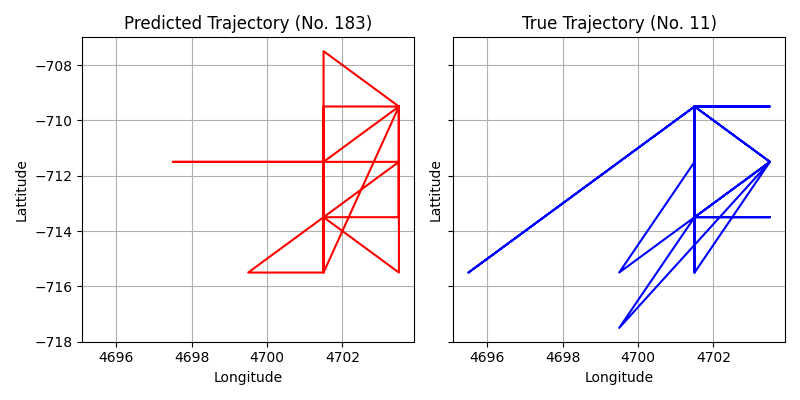 Predicted Trajectory (No. 183)
True Trajectory (No. 11)
Lattitude
−708
−710
−712
−714
−716
−718
4696
4698
4700
4702
Longitude
Lattitude
4696
4698
4700
4702
Longitude